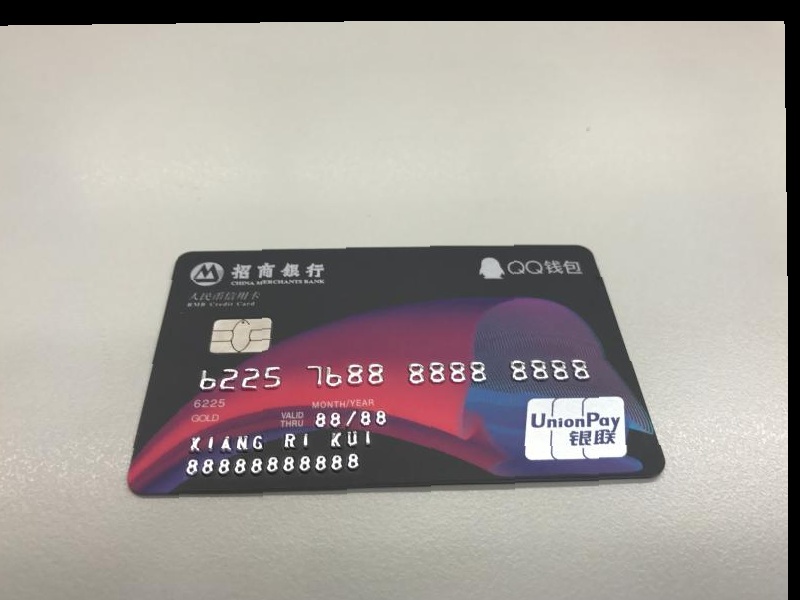 招商银行
CHINA MERCHANTS BANK
QQ钱包
人民币信用卡
RMB Credit Card
6225 7688 8888 8888
6225
MONTH/YEAR
GOLD
VALID THRU 88/88
XIANG RI KUI
88888888888
UnionPay
银联